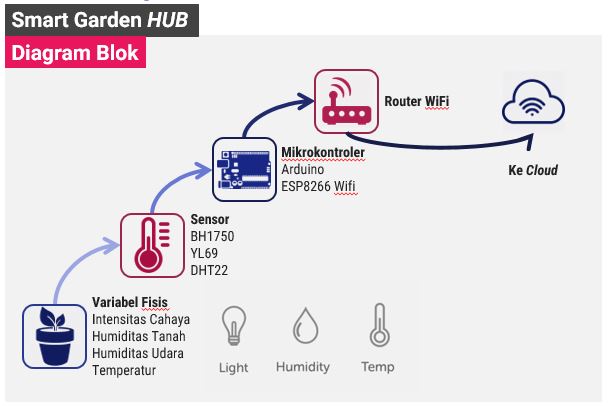 Smart Garden HUB
Diagram Blok
Router WiFi
Ke Cloud
Mikrokontroler
Arduino
ESP8266 Wifi
Sensor
BH1750
YL69
DHT22
Variabel Fisis
Intensitas Cahaya
Humiditas Tanah
Humiditas Udara
Temperatur
Light
Humidity
Temp